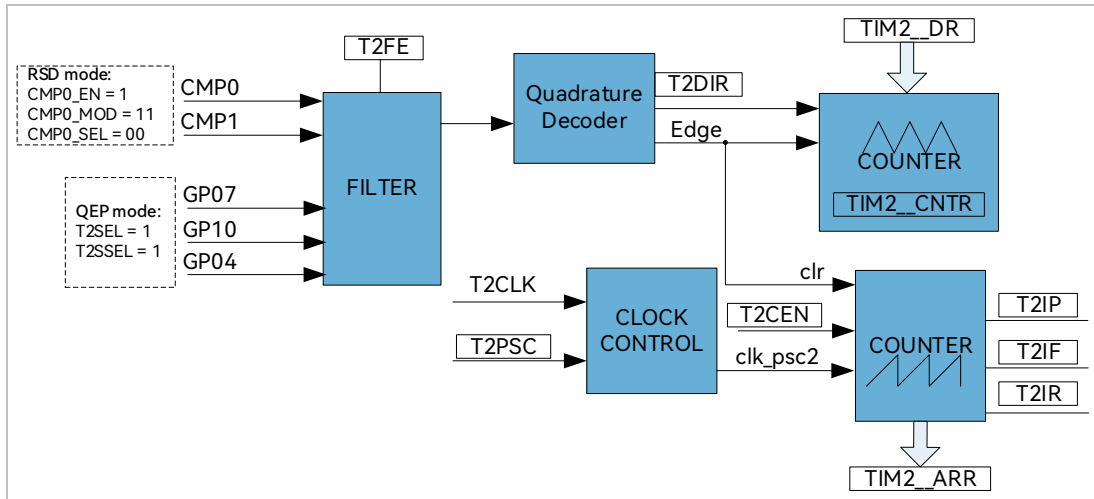 T2FE
TIM2__DR
RSD mode:
CMP0_EN = 1
CMP0_MOD = 11
CMP0_SEL = 00
CMP0
CMP1
FILTER
Quadrature
Decoder
T2DIR
Edge
COUNTER
TIM2__CNTR
QEP mode:
T2SEL = 1
T2SSEL = 1
GP07
GP10
GP04
T2CLK
T2PSC
CLOCK
CONTROL
clr
T2CEN
clk_psc2
COUNTER
T2IP
T2IF
T2IR
TIM2__ARR